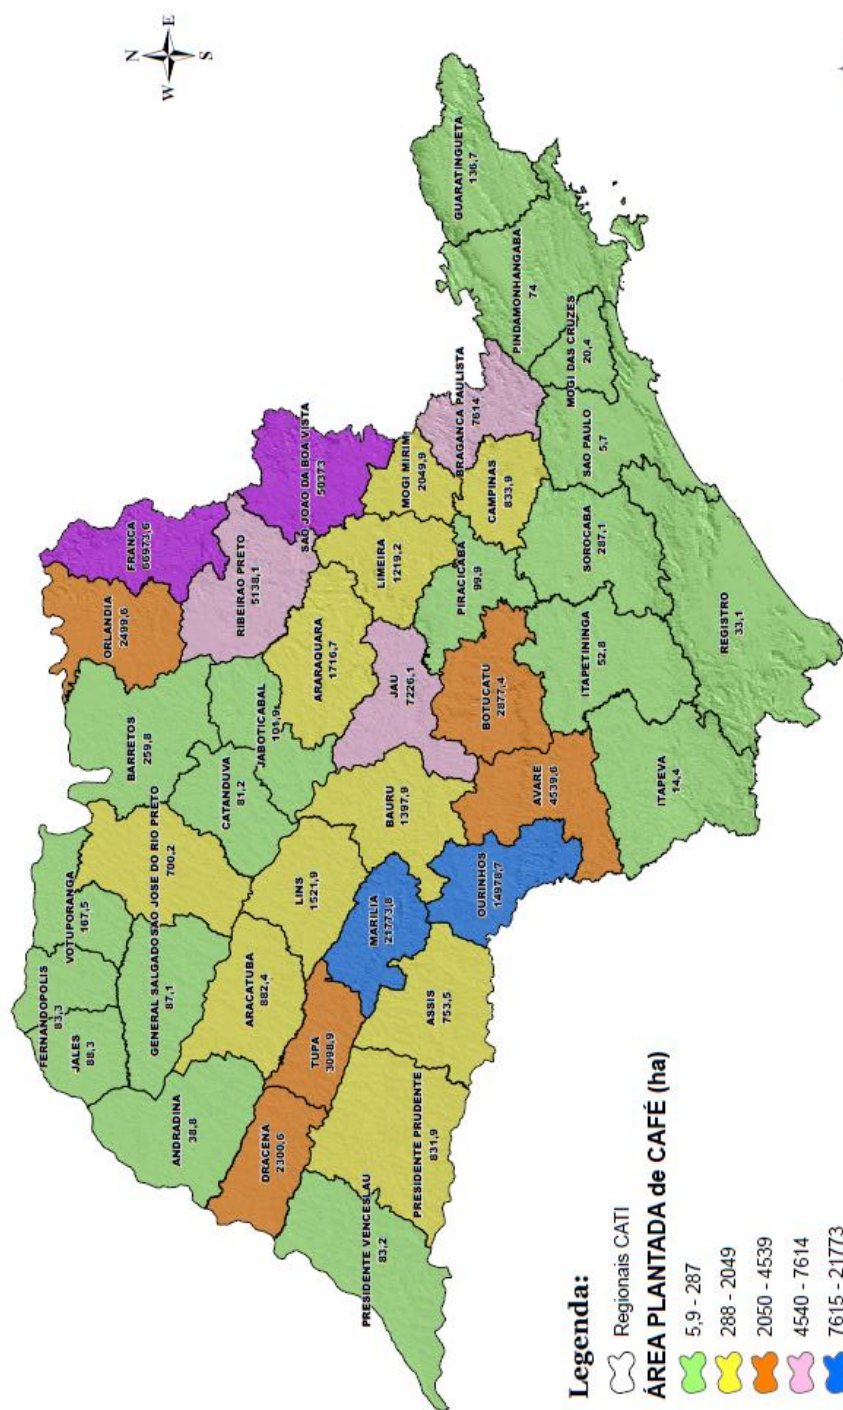 N
E
W
S
FERNANDOPOLIS
83,3
JALES
88,3
VOTUPORANGA
167,5
GENERAL SALGADO
87,1
SAO JOSE DO RIO PRETO
700,2
ANDRADINA
38,8
ARACATUBA
882,4
BARRETOS
259,8
ORLANDIA
2499,6
FRANCA
66973,6
CATANDUVA
81,2
JABOTICABAL
105,9
RIBEIRAO PRETO
5138,1
SAO JOAO DA BOA VISTA
50373
DRACENA
2300,6
TUPA
3098,9
LINS
1521,9
ARARAQUARA
1716,7
PRESIDENTE VENCESLAU
83,2
PRESIDENTE PRUDENTE
831,9
MARILIA
21773,8
BAURU
1397,9
JAU
7226,1
LIMEIRA
1219,2
MOGI MIRIM
2049,9
ASSIS
753,5
OURINHOS
14978,7
AVARE
4539,6
BOTUCATU
2877,4
PIRACICABA
99,9
CAMPINAS
833,9
BRAGANCA PAULISTA
7614
GUARATINGUETA
136,7
PINDAMONHANGABA
74
MOGI DAS CRUZES
20,4
SAO PAULO
5,7
SOROCABA
287,1
ITAPETININGA
52,8
ITAPEVA
14,4
REGISTRO
33,1
Legenda:
Regionais CATI
ÁREA PLANTADA de CAFÉ (ha)
5,9 - 287
288 - 2049
2050 - 4539
4540 - 7614
7615 - 21773